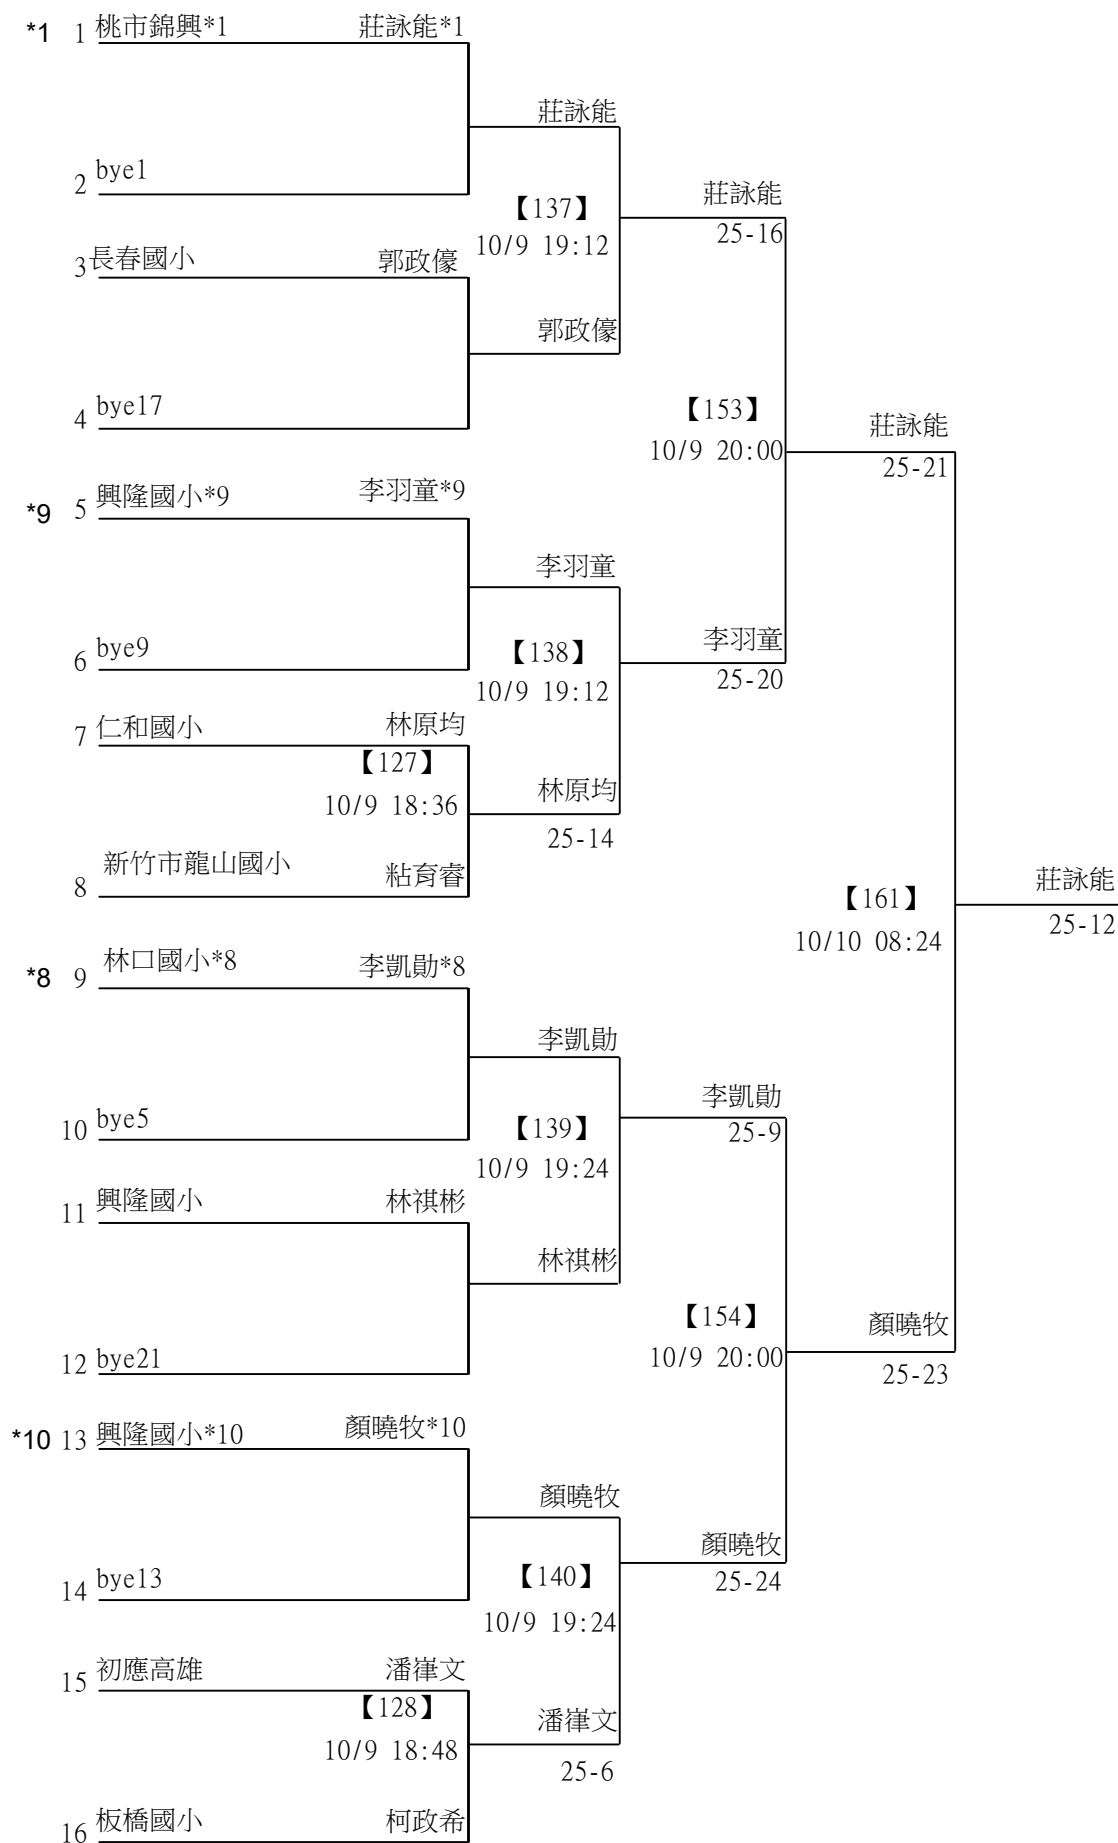 *1 1 桃市錦興*1 莊詠能*1
莊詠能
2 bye1
【137】
10/9 19:12
莊詠能
25-16
3 長春國小 郭政儫
郭政儫
4 bye17
【153】
10/9 20:00
莊詠能
25-21
*9 5 興隆國小*9 李羽童*9
李羽童
6 bye9
【138】
10/9 19:12
李羽童
25-20
7 仁和國小 林原均
【127】
10/9 18:36
林原均
25-14
8 新竹市龍山國小 粘育睿
【161】
10/10 08:24
莊詠能
25-12
*8 9 林口國小*8 李凱勛*8
李凱勛
10 bye5
【139】
10/9 19:24
李凱勛
25-9
11 興隆國小 林祺彬
林祺彬
12 bye21
【154】
10/9 20:00
顏曉牧
25-23
*10 13 興隆國小*10 顏曉牧*10
顏曉牧
14 bye13
【140】
10/9 19:24
顏曉牧
25-24
15 初應高雄 潘嵂文
【128】
10/9 18:48
潘嵂文
25-6
16 板橋國小 柯政希